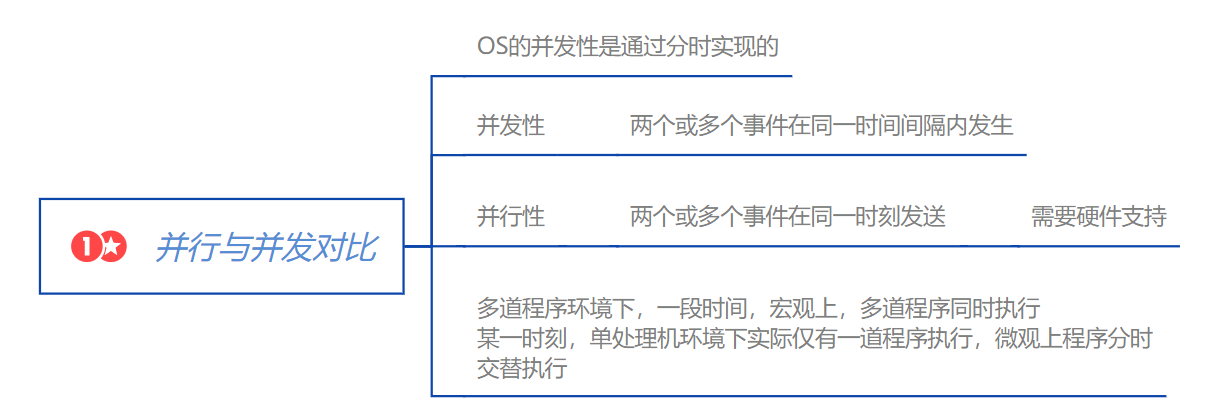 OS的并发性是通过分时实现的
并发性 两个或多个事件在同一时间间隔内发生
并行性 两个或多个事件在同一时刻发送 需要硬件支持
1 并行与并发对比
多道程序环境下，一段时间，宏观上，多道程序同时执行
某一时刻，单处理机环境下实际仅有一道程序执行，微观上程序分时
交替执行